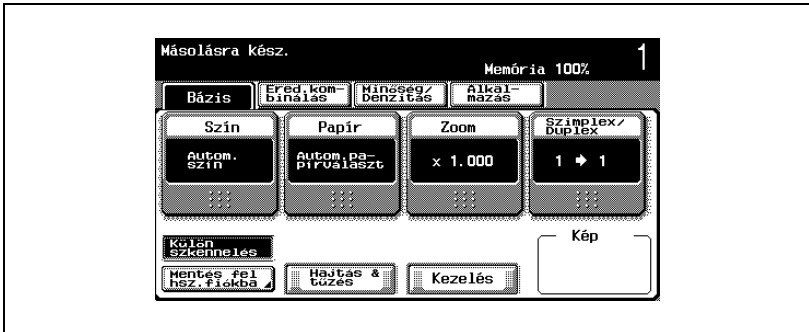 Másolásra kész.
Memória 100%
1
Bázis
Ered.kom-
binálás
Minőség/
Denzitás
Alkal-
mazás
Szín
Papír
Zoom
Szimplex/
Duplex
Autom.
szín
Autom.pa-
pírválaszt
× 1.000
1 → 1
Külön
szkennelés
Kép
Mentés fel
hsz.fiókba
Hajtás &
tűzés
Kezelés